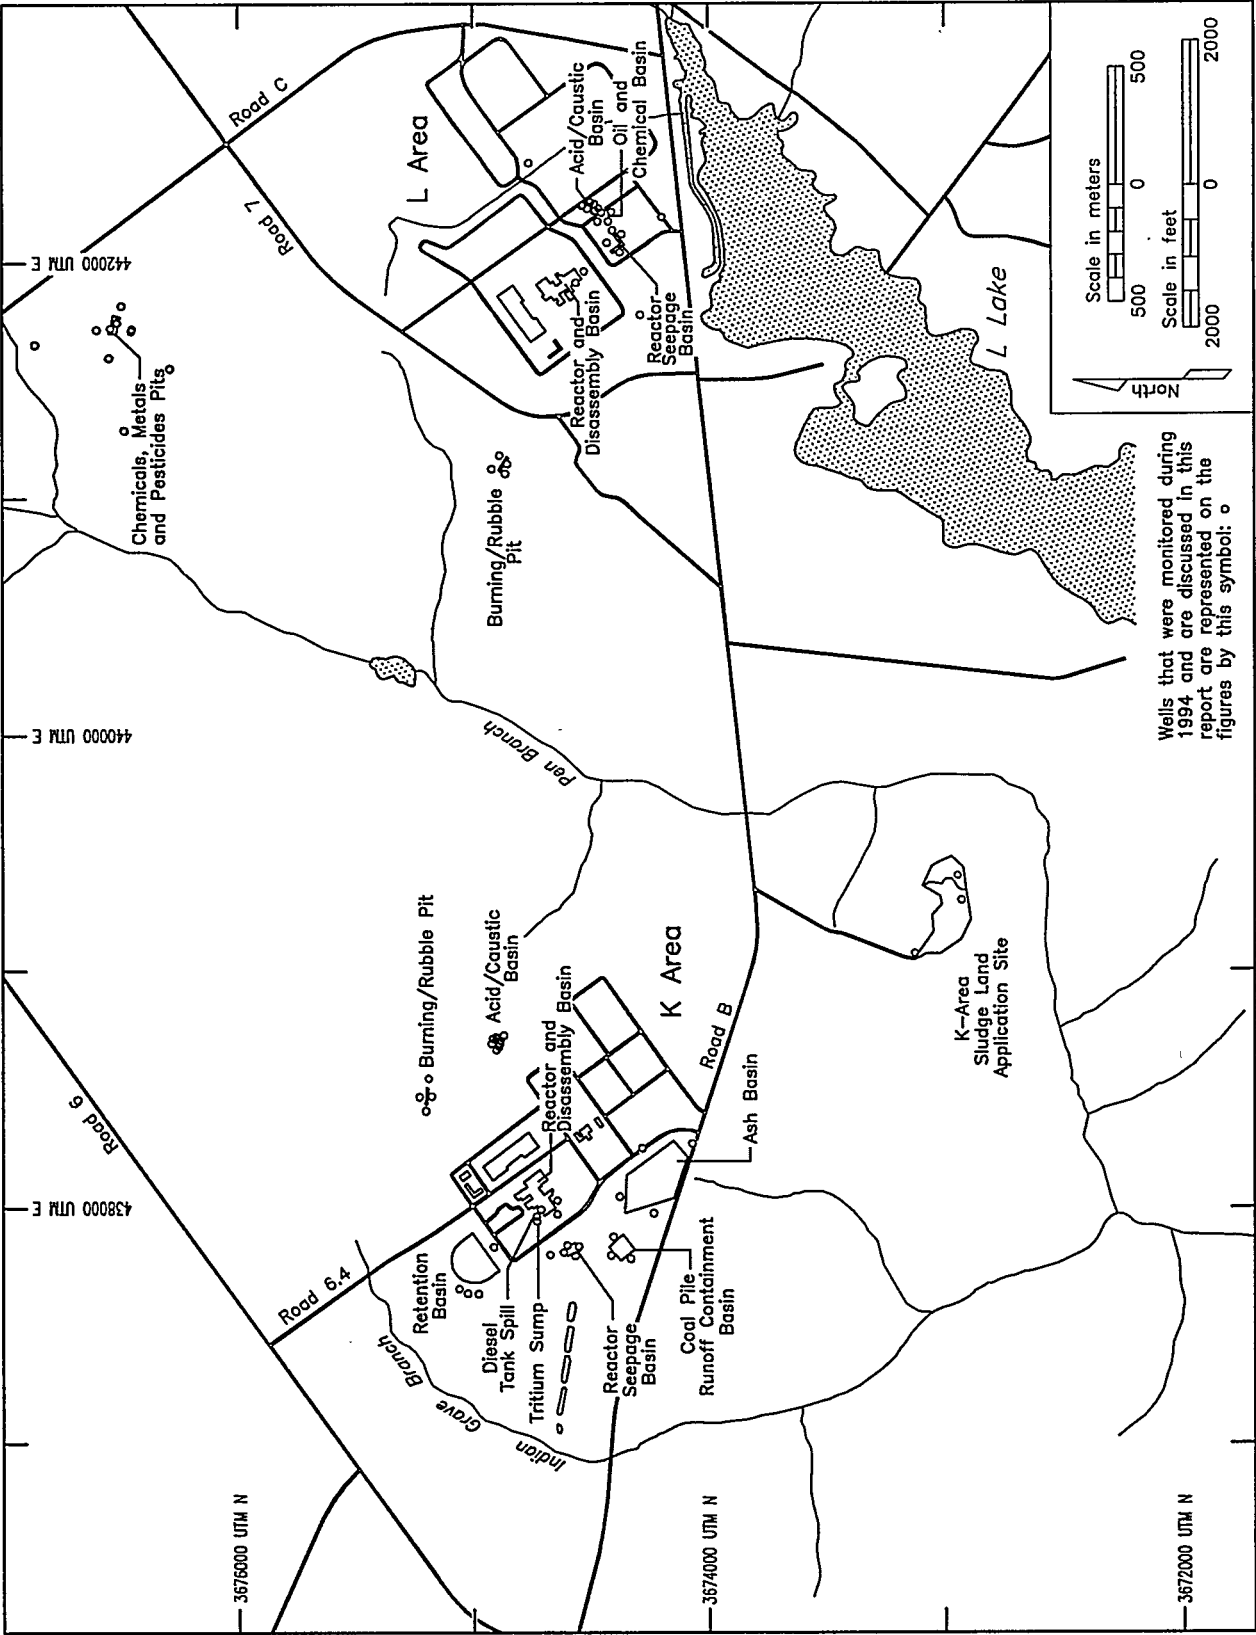 Road 6
Road 6.4
Indian
Grave
Branch
Retention
Basin
Diesel
Tank Spill
Tritium Sump
Reactor
Seepage
Basin
Coal Pile
Runoff Containment
Basin
Ash Basin
Burning/Rubble Pit
Acid/Caustic
Basin
Reactor and
Disassembly Basin
K Area
Road B
K-Area
Sludge Land
Application Site
Pen Branch
Burning/Rubble
Pit
Chemicals, Metals
and Pesticides Pits
Road 7
Road C
L Area
Acid/Caustic
Basin
Oil and
Chemical Basin
Reactor and
Disassembly Basin
Reactor
Seepage
Basin
L Lake
438000 UTM E
440000 UTM E
442000 UTM E
3676000 UTM N
3674000 UTM N
3672000 UTM N
Wells that were monitored during
1994 and are discussed in this
report are represented on the
figures by this symbol: o
North
Scale in meters
500 0 500
Scale in feet
2000 0 2000